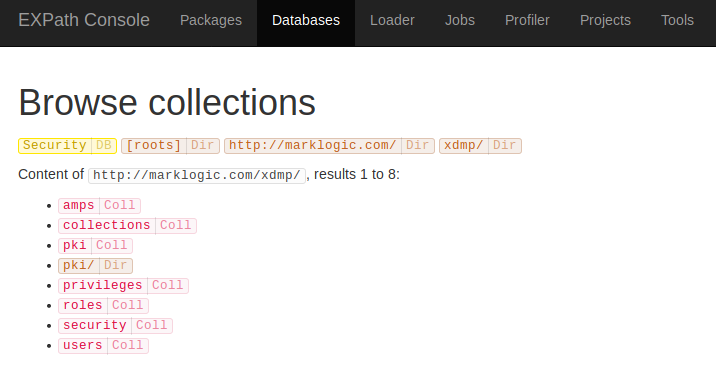 EXPath Console Packages Databases Loader Jobs Profiler Projects Tools
Browse collections
Security DB [roots] Dir http://marklogic.com/ Dir xdmp/ Dir
Content of http://marklogic.com/xdmp/, results 1 to 8:
• amps Coll
• collections Coll
• pki Coll
• pki/ Dir
• privileges Coll
• roles Coll
• security Coll
• users Coll